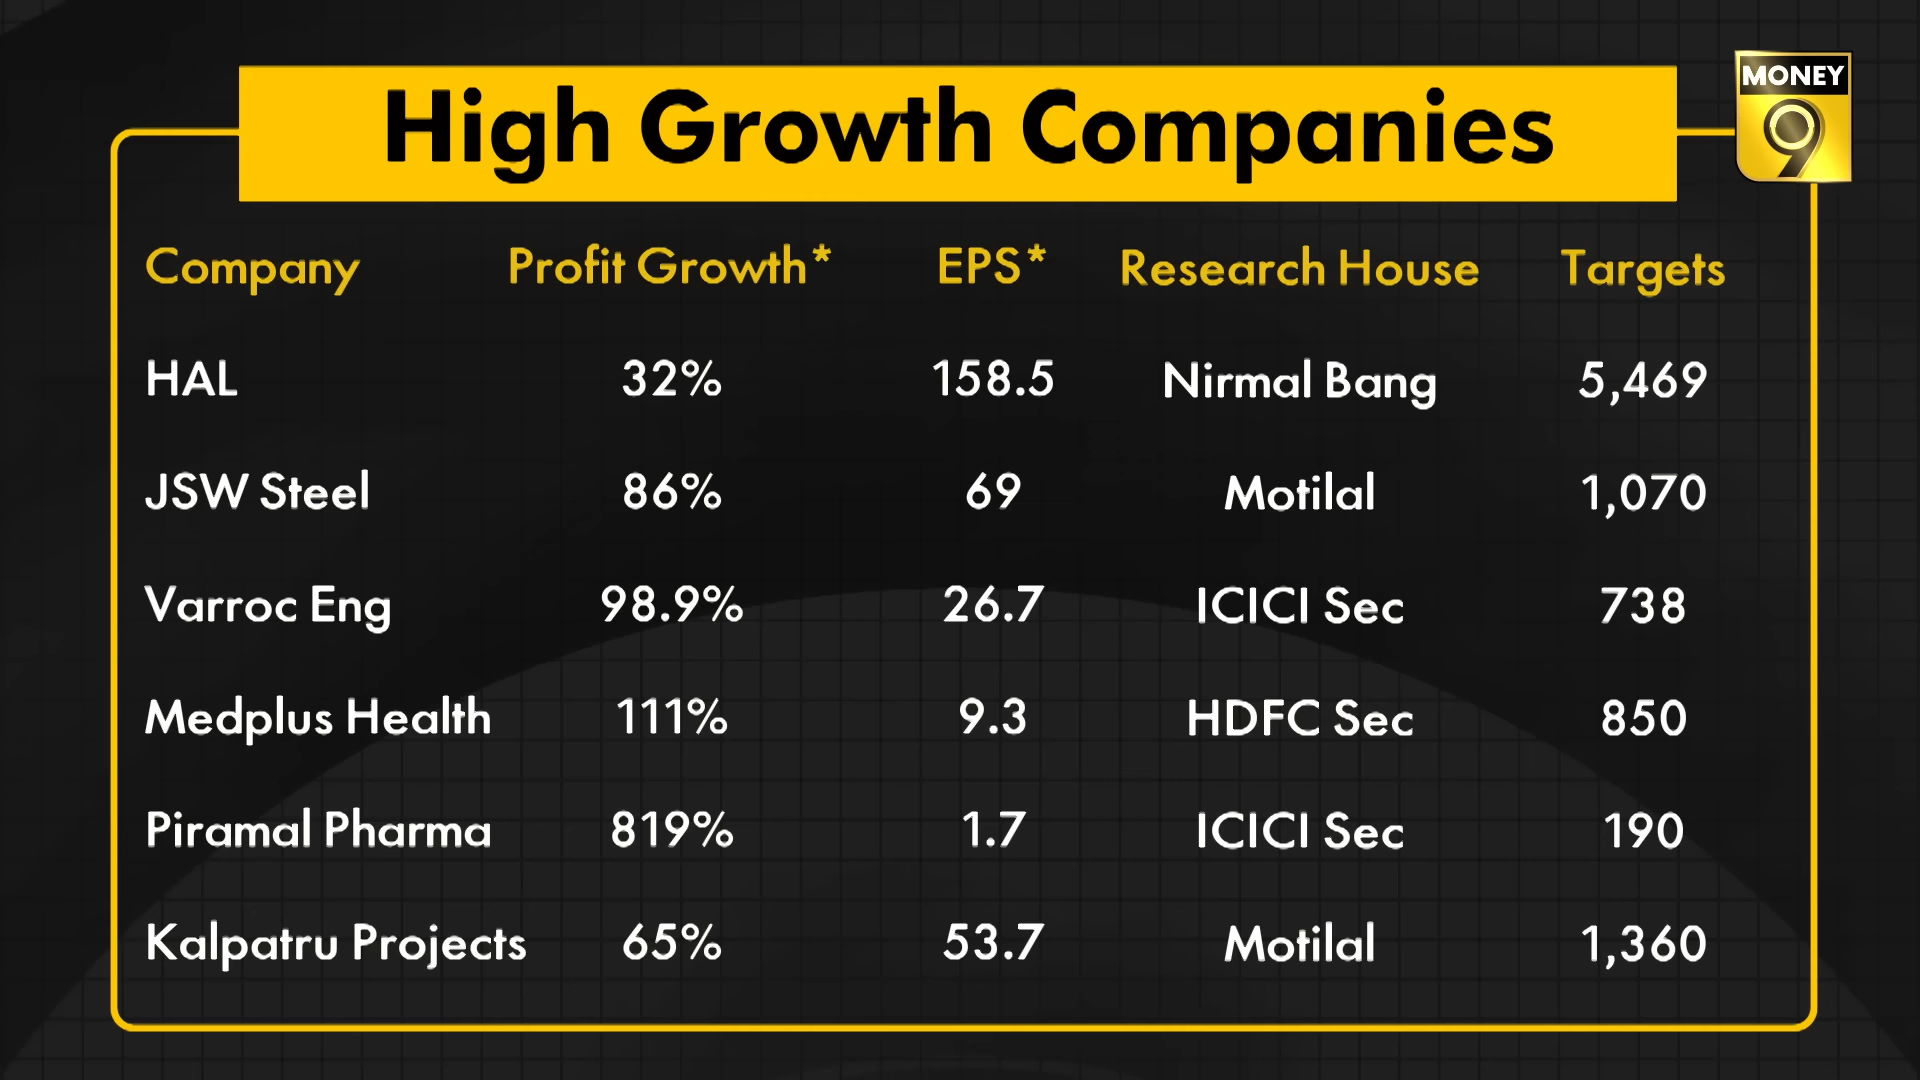 High Growth Companies
MONEY
9
Company Profit Growth* EPS* Research House Targets
HAL 32% 158.5 Nirmal Bang 5,469
JSW Steel 86% 69 Motilal 1,070
Varroc Eng 98.9% 26.7 ICICI Sec 738
Medplus Health 111% 9.3 HDFC Sec 850
Piramal Pharma 819% 1.7 ICICI Sec 190
Kalpatru Projects 65% 53.7 Motilal 1,360